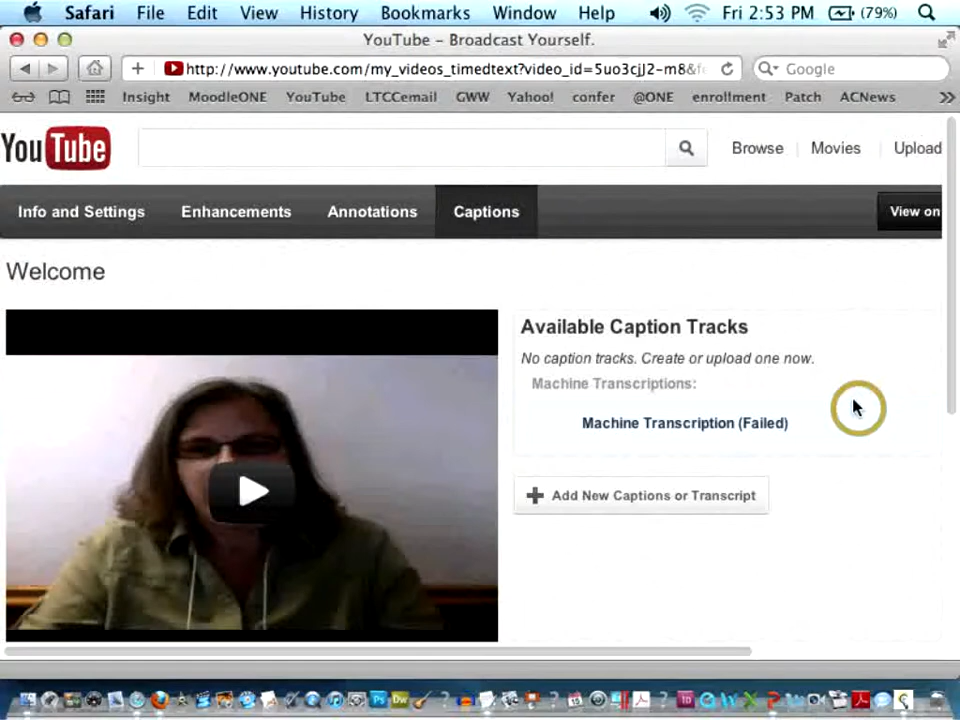 Safari File Edit View History Bookmarks Window Help Fri 2:53 PM (79%)
YouTube - Broadcast Yourself.
http://www.youtube.com/my_videos_timedtext?video_id=5uo3cjJ2-m8& Google
Insight MoodleONE YouTube LTCCemail GWW Yahoo! confer @ONE enrollment Patch ACNews
YouTube Browse Movies Upload
Info and Settings Enhancements Annotations Captions View on
Welcome
Available Caption Tracks
No caption tracks. Create or upload one now.
Machine Transcriptions:
Machine Transcription (Failed)
Add New Captions or Transcript